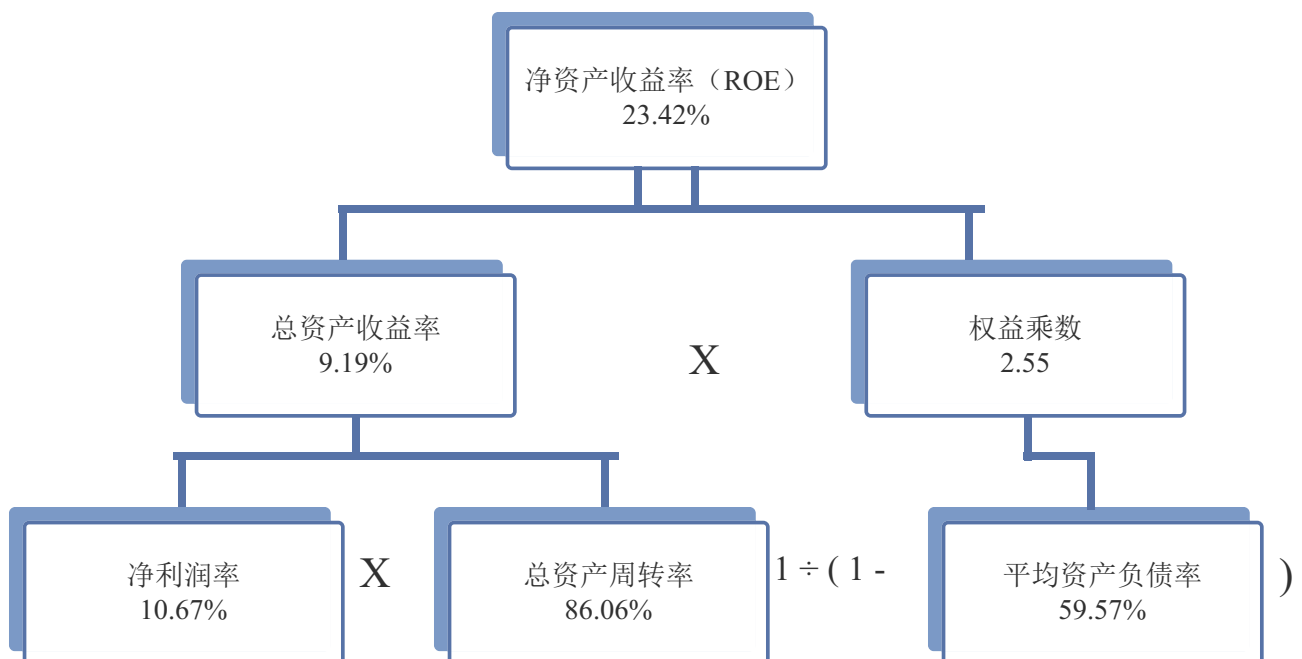 净资产收益率（ROE）
23.42%
总资产收益率
9.19%
X
权益乘数
2.55
净利润率
10.67%
X
总资产周转率
86.06%
1 ÷ ( 1 -
平均资产负债率
59.57%
)